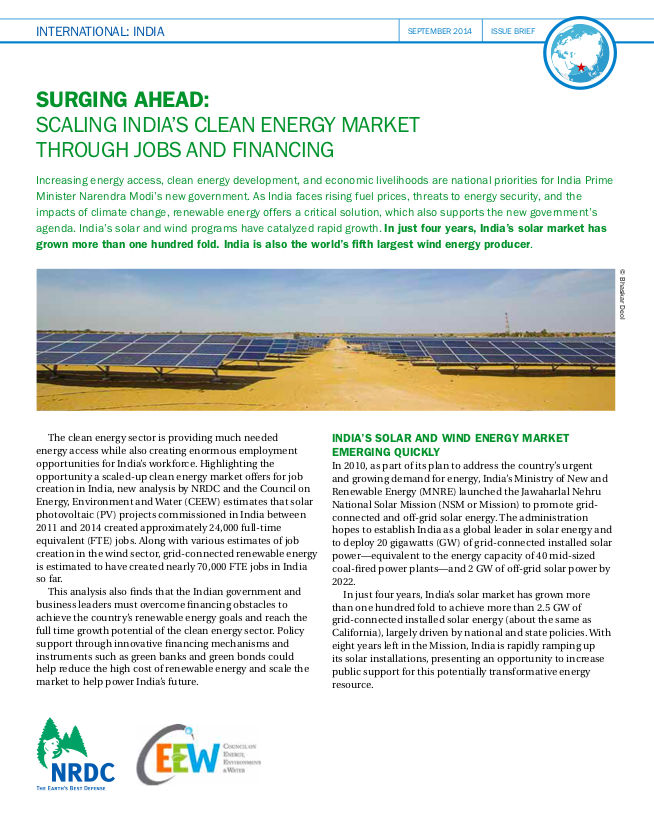 INTERNATIONAL: INDIA
SEPTEMBER 2014
ISSUE BRIEF
SURGING AHEAD:
SCALING INDIA'S CLEAN ENERGY MARKET
THROUGH JOBS AND FINANCING
Increasing energy access, clean energy development, and economic livelihoods are national priorities for India Prime
Minister Narendra Modi's new government. As India faces rising fuel prices, threats to energy security, and the
impacts of climate change, renewable energy offers a critical solution, which also supports the new government's
agenda. India's solar and wind programs have catalyzed rapid growth. In just four years, India's solar market has
grown more than one hundred fold. India is also the world's fifth largest wind energy producer.
© Bhaskar Deol
The clean energy sector is providing much needed
energy access while also creating enormous employment
opportunities for India's workforce. Highlighting the
opportunity a scaled-up clean energy market offers for job
creation in India, new analysis by NRDC and the Council on
Energy, Environment and Water (CEEW) estimates that solar
photovoltaic (PV) projects commissioned in India between
2011 and 2014 created approximately 24,000 full-time
equivalent (FTE) jobs. Along with various estimates of job
creation in the wind sector, grid-connected renewable energy
is estimated to have created nearly 70,000 FTE jobs in India
so far.
This analysis also finds that the Indian government and
business leaders must overcome financing obstacles to
achieve the country's renewable energy goals and reach the
full time growth potential of the clean energy sector. Policy
support through innovative financing mechanisms and
instruments such as green banks and green bonds could
help reduce the high cost of renewable energy and scale the
market to help power India's future.
INDIA'S SOLAR AND WIND ENERGY MARKET
EMERGING QUICKLY
In 2010, as part of its plan to address the country's urgent
and growing demand for energy, India's Ministry of New and
Renewable Energy (MNRE) launched the Jawaharlal Nehru
National Solar Mission (NSM or Mission) to promote grid-
connected and off-grid solar energy. The administration
hopes to establish India as a global leader in solar energy and
to deploy 20 gigawatts (GW) of grid-connected installed solar
power—equivalent to the energy capacity of 40 mid-sized
coal-fired power plants—and 2 GW of off-grid solar power by
2022.
In just four years, India's solar market has grown more
than one hundred fold to achieve more than 2.5 GW of
grid-connected installed solar energy (about the same as
California), largely driven by national and state policies. With
eight years left in the Mission, India is rapidly ramping up
its solar installations, presenting an opportunity to increase
public support for this potentially transformative energy
resource.
NRDC
THE EARTH'S BEST DEFENSE
CEEW
COUNCIL ON
ENERGY,
ENVIRONMENT
& WATER